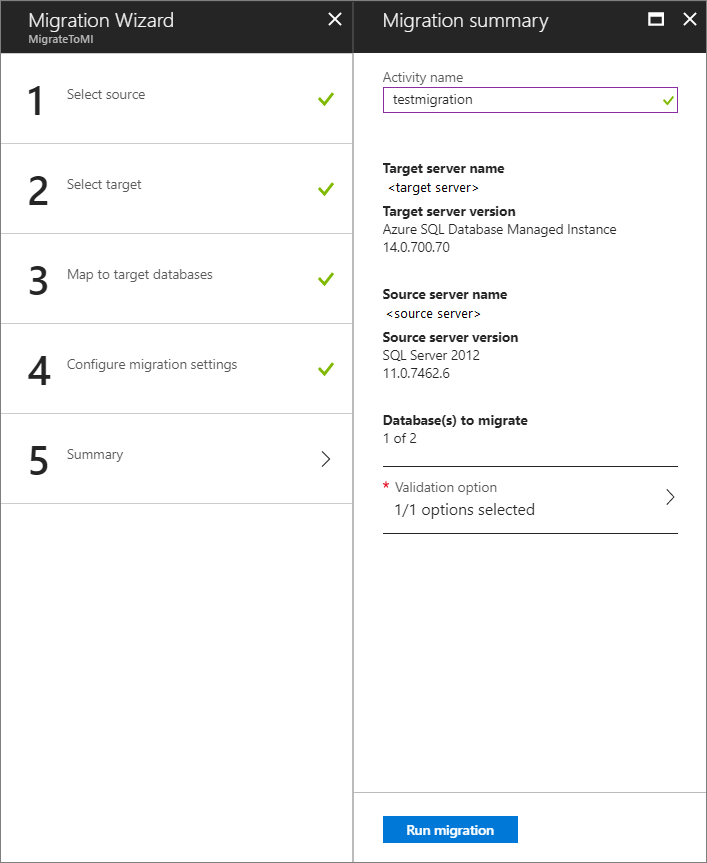 Migration Wizard
MigrateToMI
1
Select source
2
Select target
3
Map to target databases
4
Configure migration settings
5
Summary
Migration summary
Activity name
testmigration
Target server name
<target server>
Target server version
Azure SQL Database Managed Instance
14.0.700.70
Source server name
<source server>
Source server version
SQL Server 2012
11.0.7462.6
Database(s) to migrate
1 of 2
* Validation option
1/1 options selected
Run migration